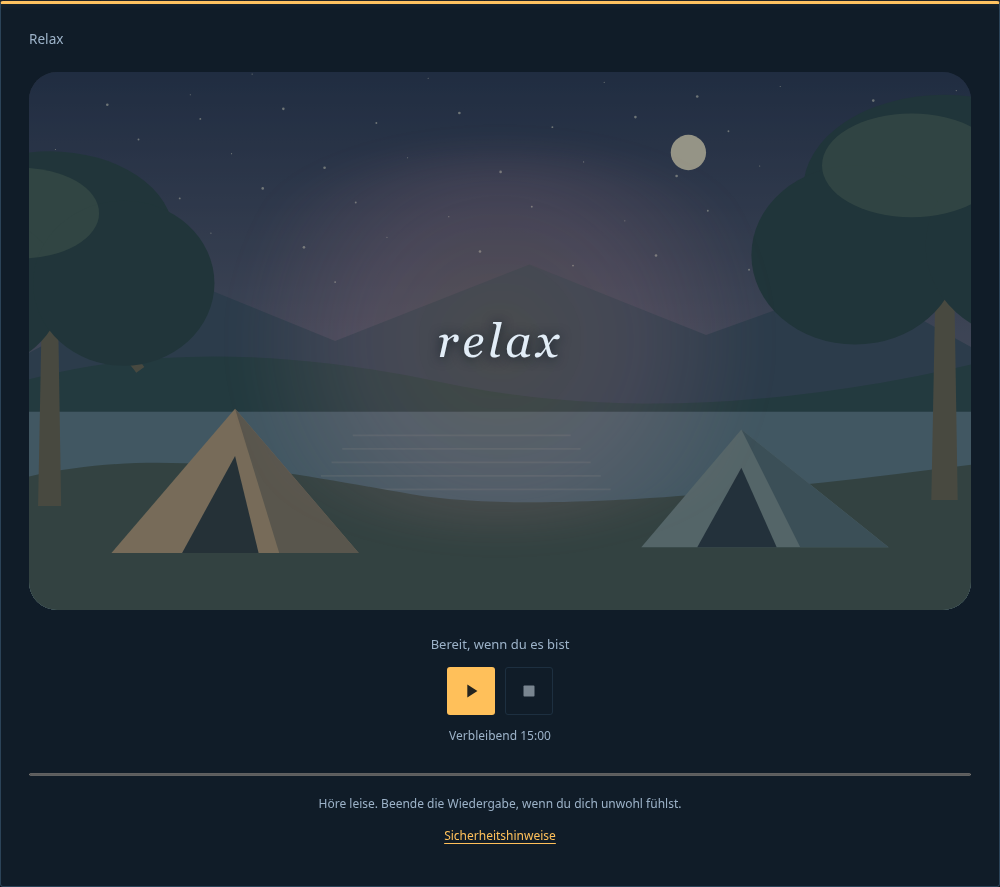 Relax
relax
Bereit, wenn du es bist
Verbleibend 15:00
Höre leise. Beende die Wiedergabe, wenn du dich unwohl fühlst.
Sicherheitshinweise